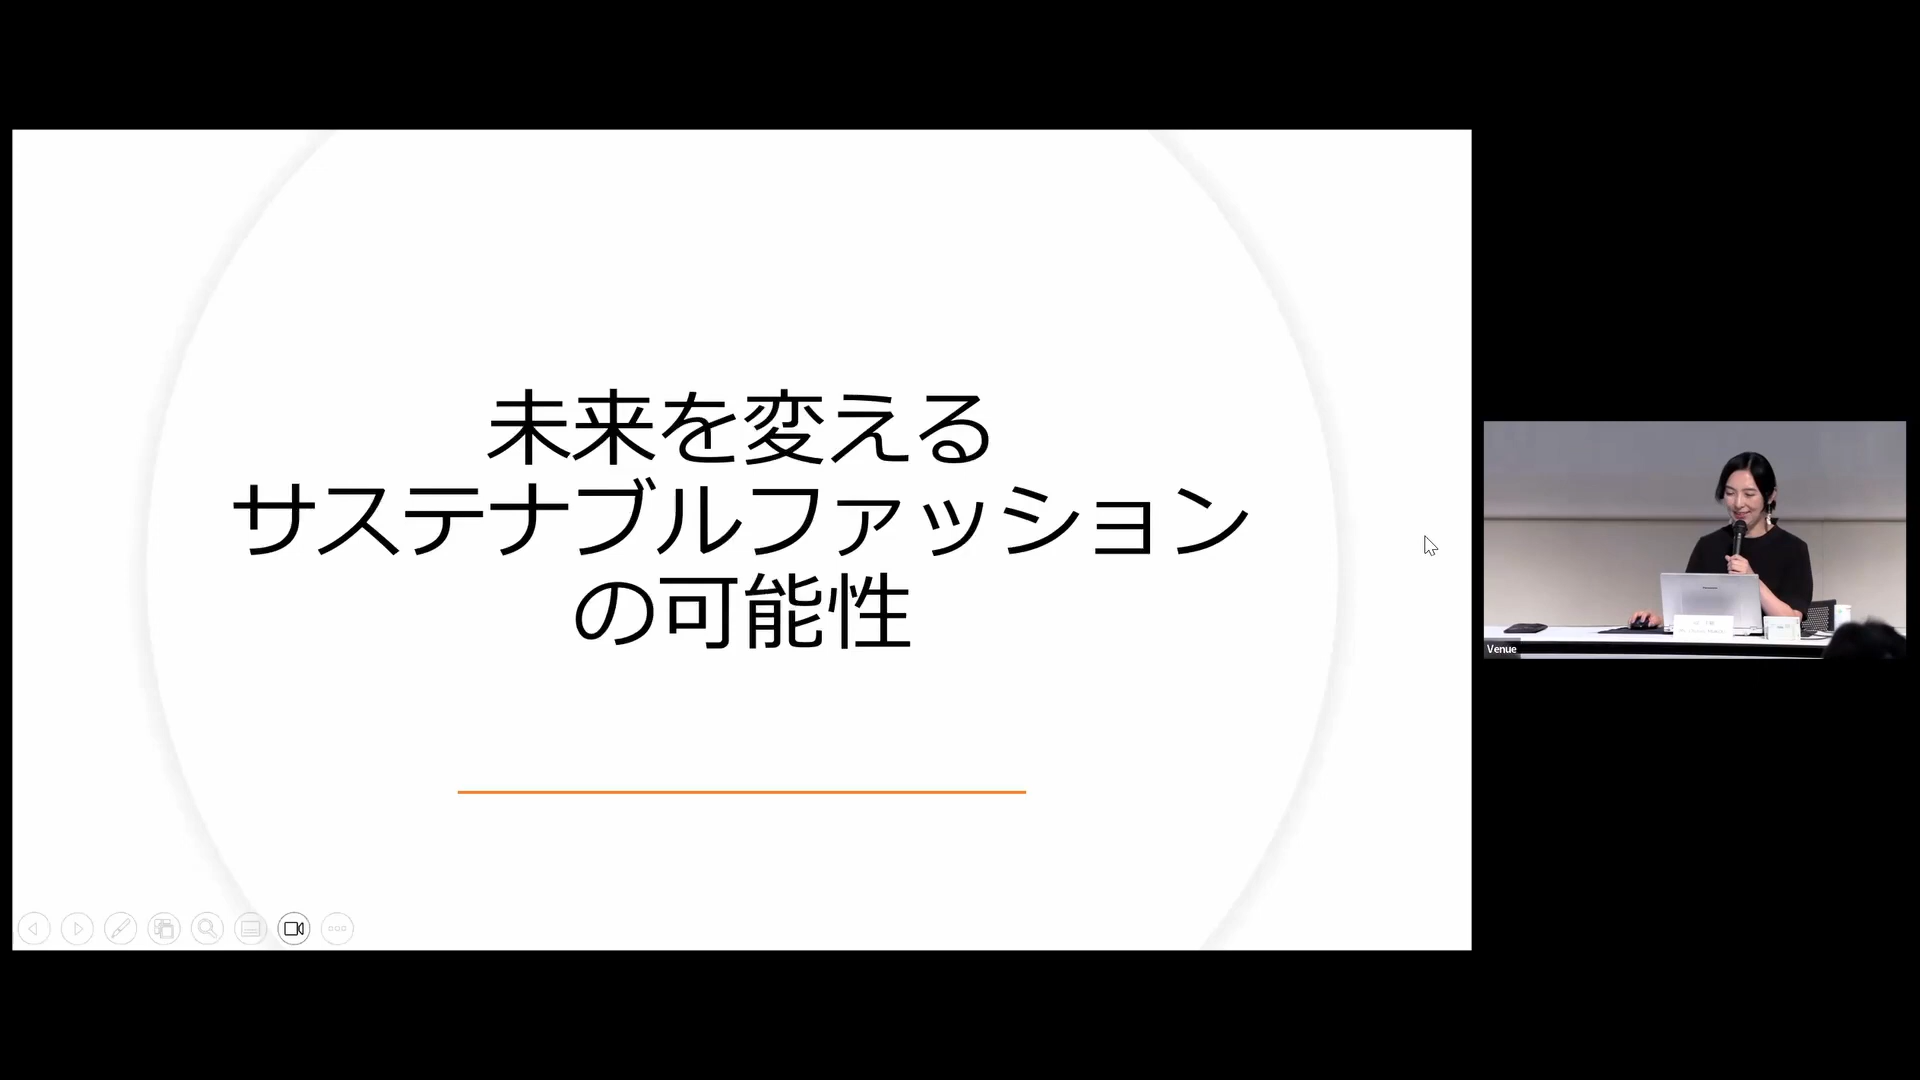 未来を変える
サステナブルファッション
の可能性
Venue